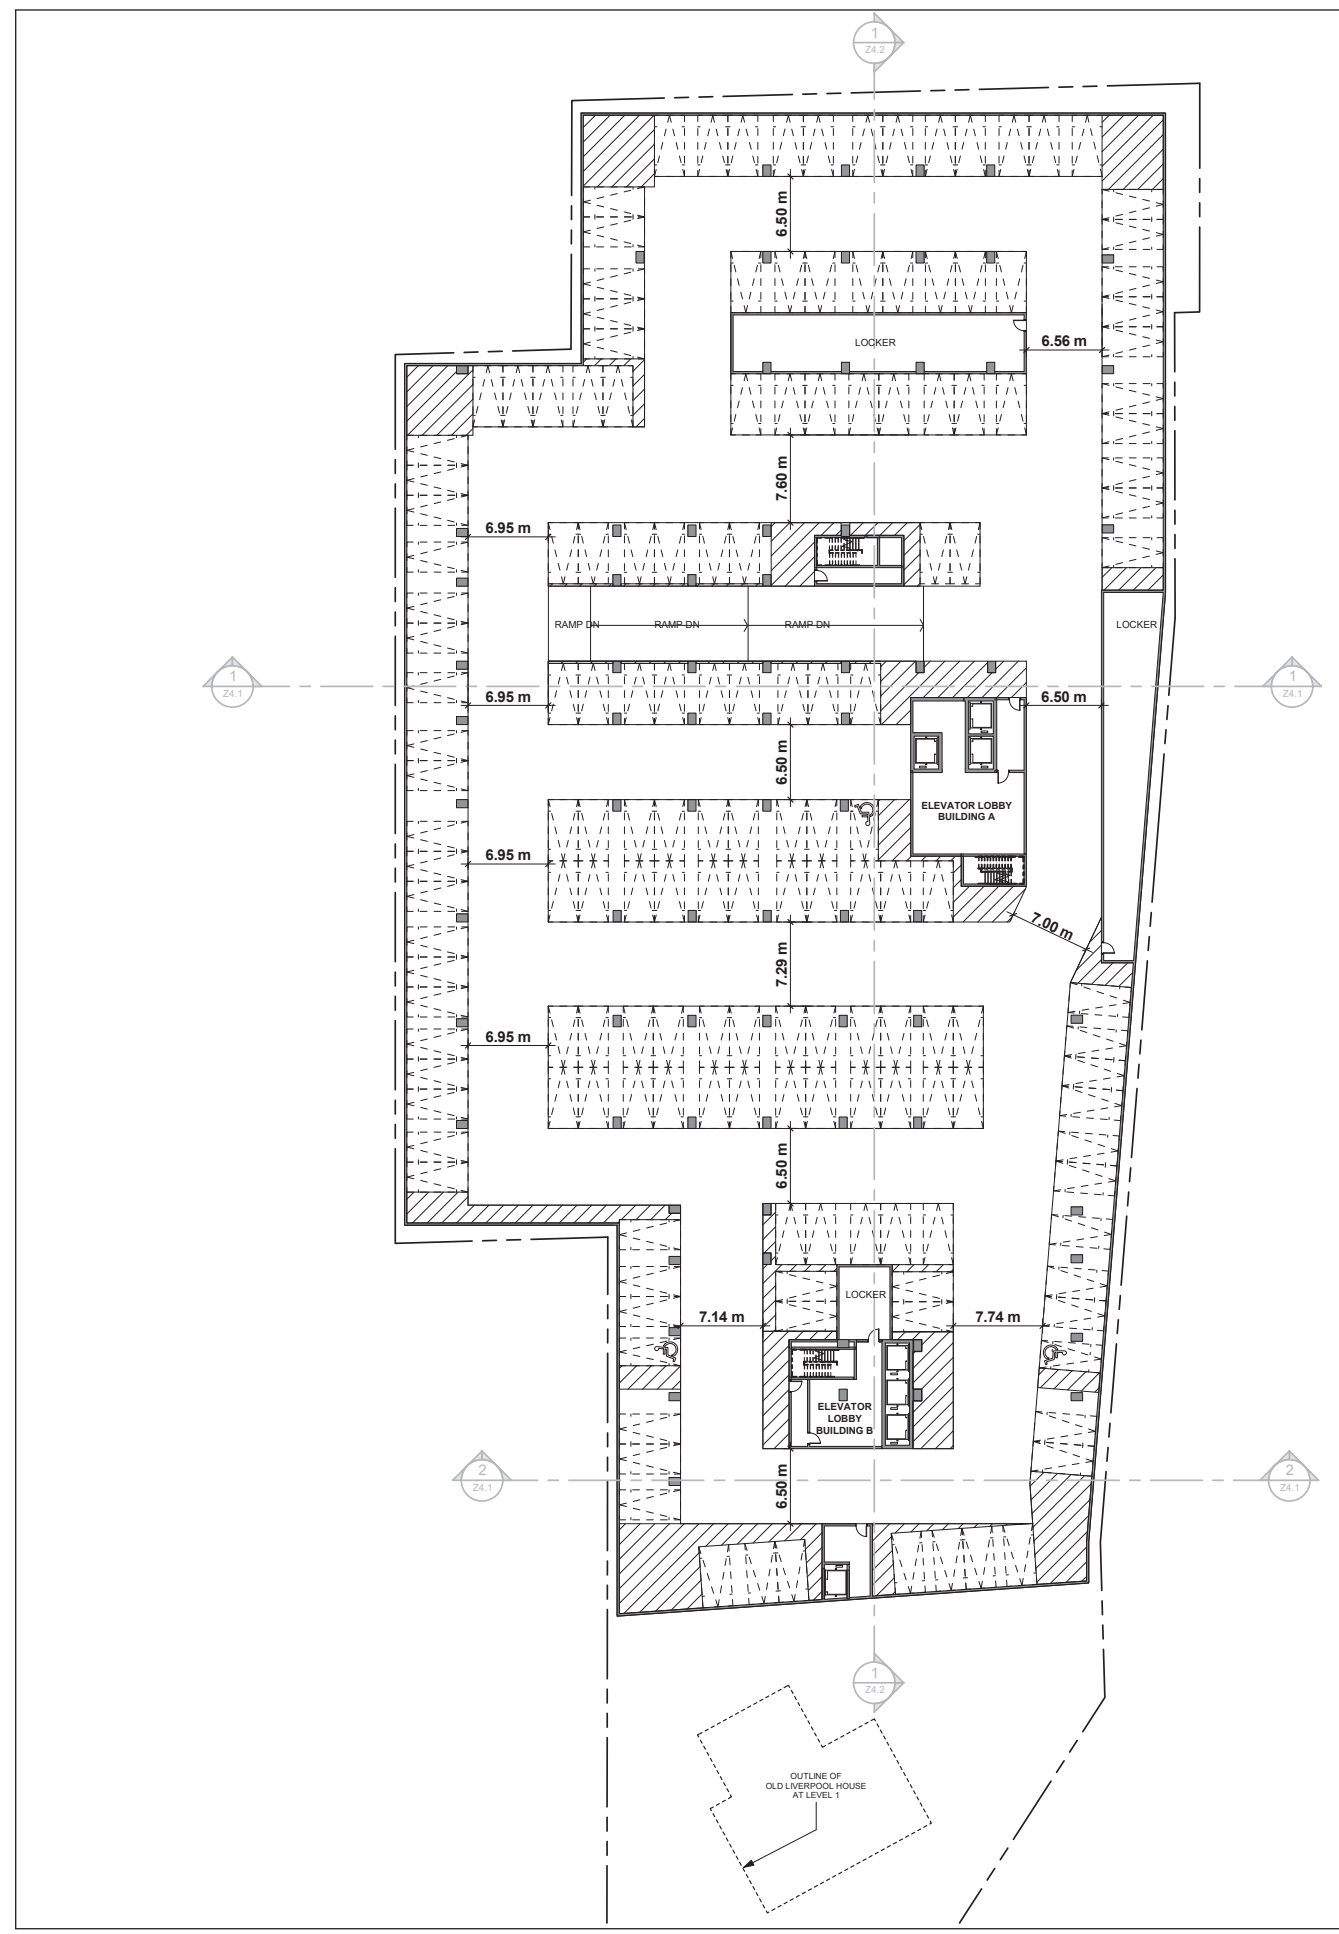 1
Z4.2
6.50 m
LOCKER
6.56 m
7.60 m
6.95 m
RAMP DN
RAMP DN
RAMP DN
LOCKER
1
Z4.1
1
Z4.1
6.95 m
6.50 m
6.50 m
ELEVATOR LOBBY
BUILDING A
6.95 m
7.00 m
7.29 m
6.95 m
6.50 m
LOCKER
7.14 m
7.74 m
ELEVATOR
LOBBY
BUILDING B
2
Z4.1
2
Z4.1
6.50 m
1
Z4.2
OUTLINE OF
OLD LIVERPOOL HOUSE
AT LEVEL 1